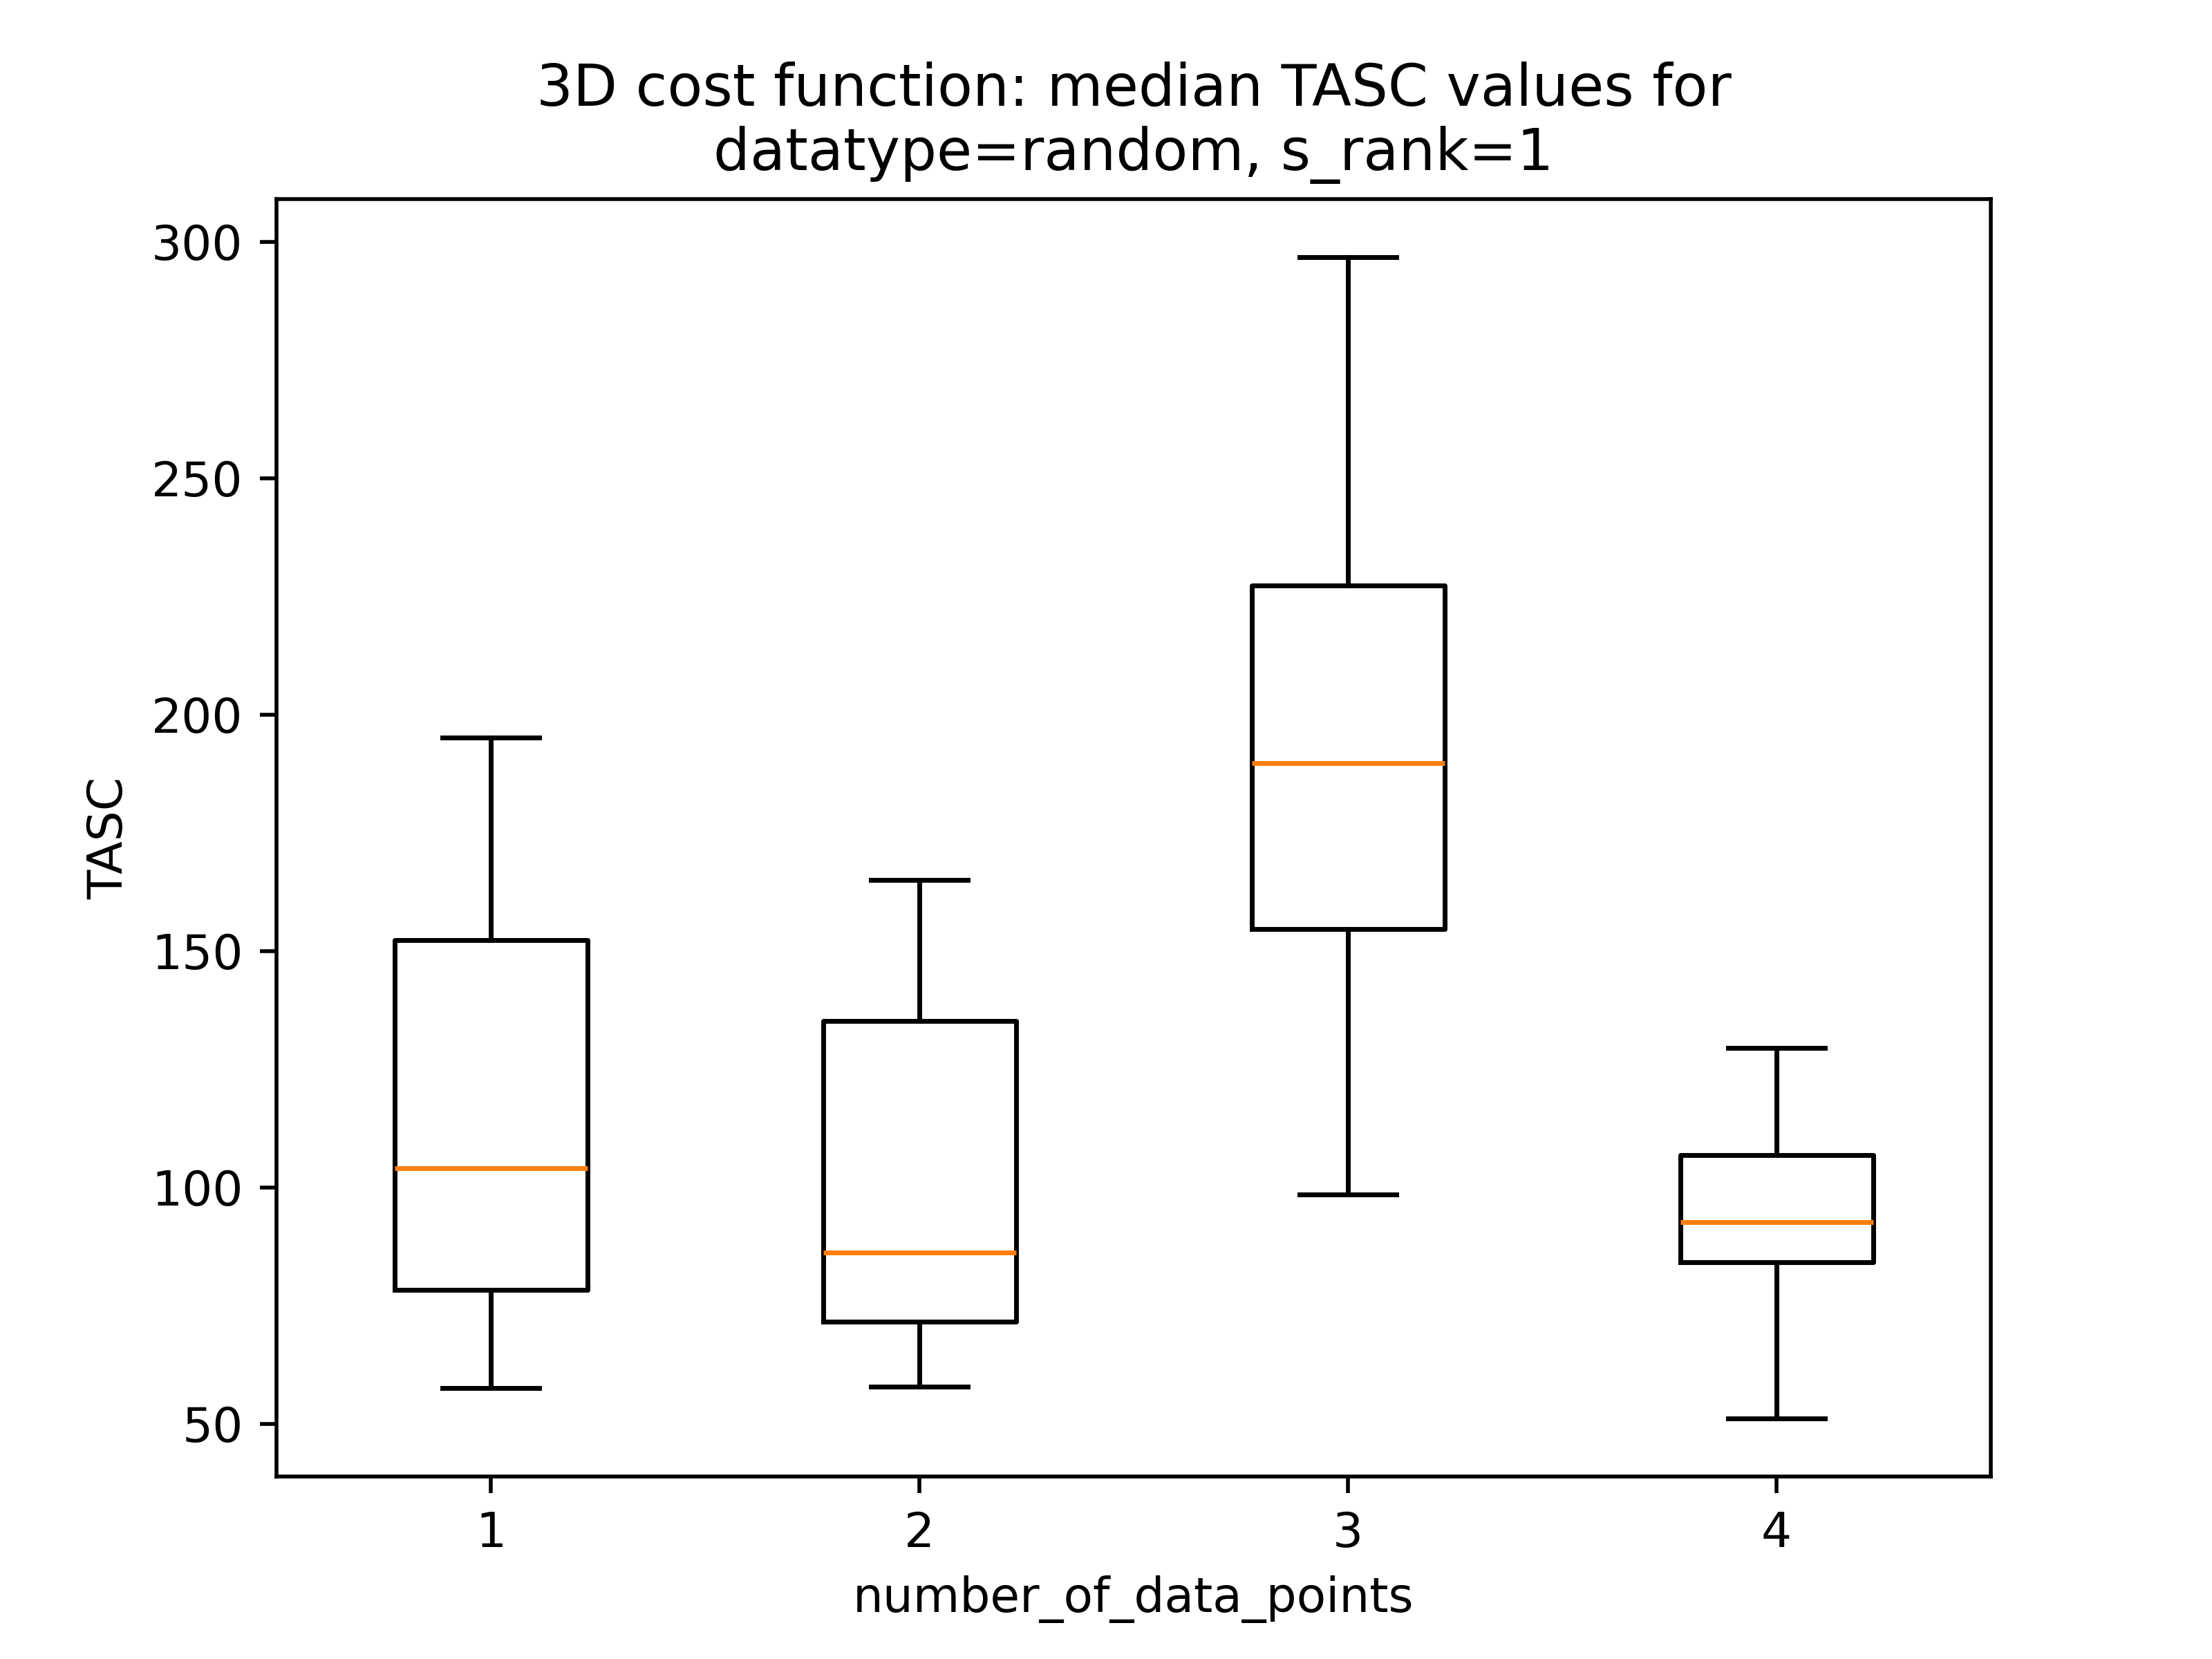 3D cost function: median TASC values for
datatype=random, s_rank=1
300
250
200
150
100
50
TASC
1 2 3 4
number_of_data_points